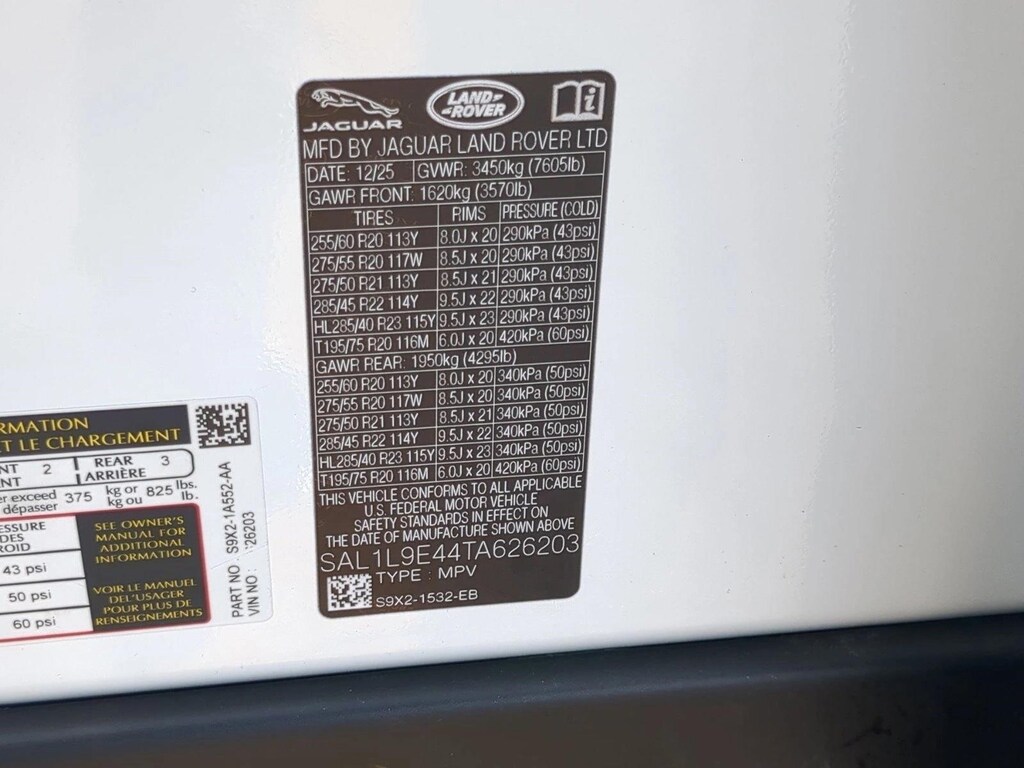 JAGUAR
LAND-
-ROVER
i
MFD BY JAGUAR LAND ROVER LTD
DATE: 12/25 GVWR: 3450kg (7605lb)
GAWR FRONT: 1620kg (3570lb)
TIRES RIMS PRESSURE (COLD)
255/60 R20 113Y 8.0J x 20 290kPa (43psi)
275/55 R20 117W 8.5J x 20 290kPa (43psi)
275/50 R21 113Y 8.5J x 21 290kPa (43psi)
285/45 R22 114Y 9.5J x 22 290kPa (43psi)
HL285/40 R23 115Y 9.5J x 23 290kPa (43psi)
T195/75 R20 116M 6.0J x 20 420kPa (60psi)
GAWR REAR: 1950kg (4295lb)
255/60 R20 113Y 8.0J x 20 340kPa (50psi)
275/55 R20 117W 8.5J x 20 340kPa (50psi)
275/50 R21 113Y 8.5J x 21 340kPa (50psi)
285/45 R22 114Y 9.5J x 22 340kPa (50psi)
HL285/40 R23 115Y 9.5J x 23 340kPa (50psi)
T195/75 R20 116M 6.0J x 20 420kPa (60psi)
THIS VEHICLE CONFORMS TO ALL APPLICABLE
U.S. FEDERAL MOTOR VEHICLE
SAFETY STANDARDS IN EFFECT ON
THE DATE OF MANUFACTURE SHOWN ABOVE
SAL1L9E44TA626203
TYPE : MPV
S9X2-1532-EB
RMATION
ET LE CHARGEMENT
NT 2 REAR 3
NT ARRIÈRE
er exceed 375 kg or 825 lbs.
dépasser kg ou lb.
ESSURE
DES
ROID
43 psi
50 psi
60 psi
SEE OWNER'S
MANUAL FOR
ADDITIONAL
INFORMATION
VOIR LE MANUEL
DEL'USAGER
POUR PLUS DE
RENSEIGNEMENTS
PART NO : S9X2-1A552-AA
VIN NO : 26203